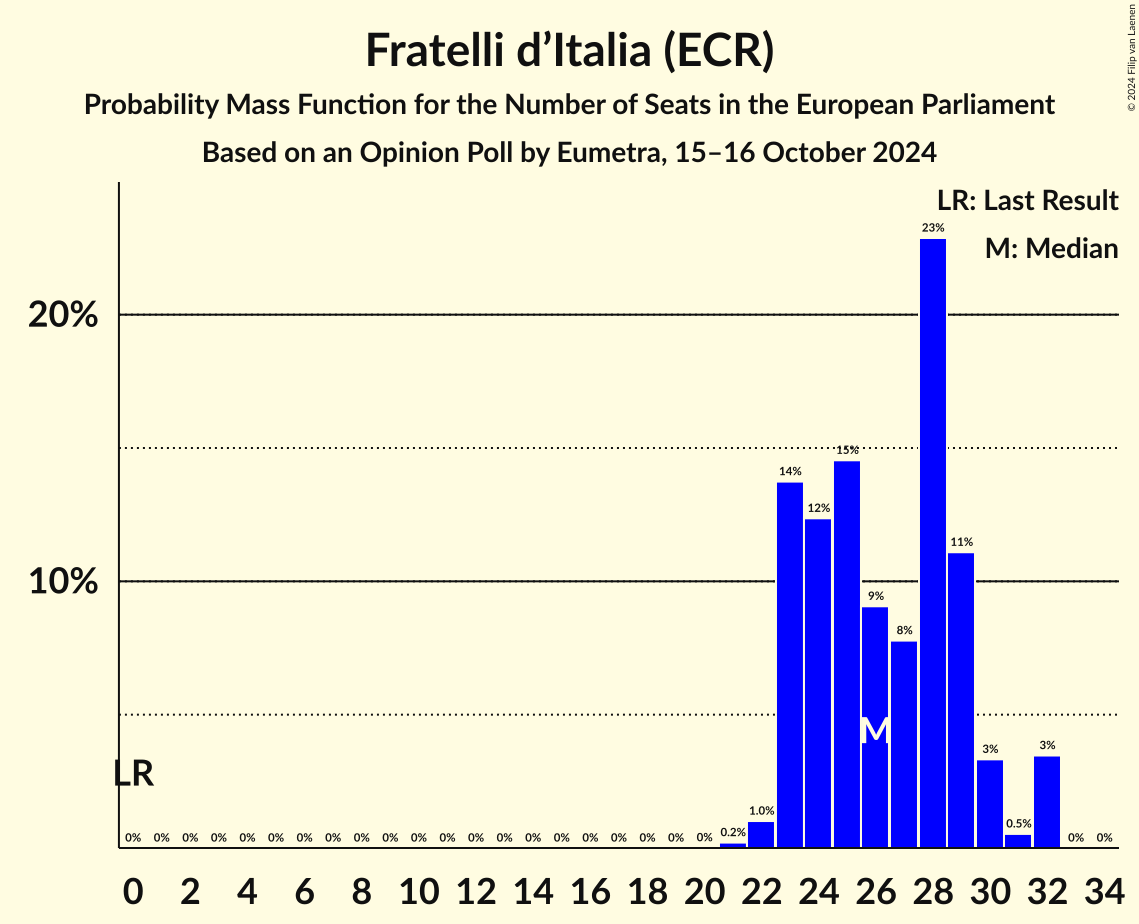 Fratelli d’Italia (ECR)
Probability Mass Function for the Number of Seats in the European Parliament
Based on an Opinion Poll by Eumetra, 15–16 October 2024
© 2024 Filip van Laenen
LR: Last Result
M: Median
23%
20%
15%
14%
12%
11%
10%
9%
8%
M
LR
3% 3%
1.0%
0% 0% 0% 0% 0% 0% 0% 0% 0% 0% 0% 0% 0% 0% 0% 0% 0% 0% 0% 0% 0% 0.2% 0.5% 0% 0%
0 2 4 6 8 10 12 14 16 18 20 22 24 26 28 30 32 34